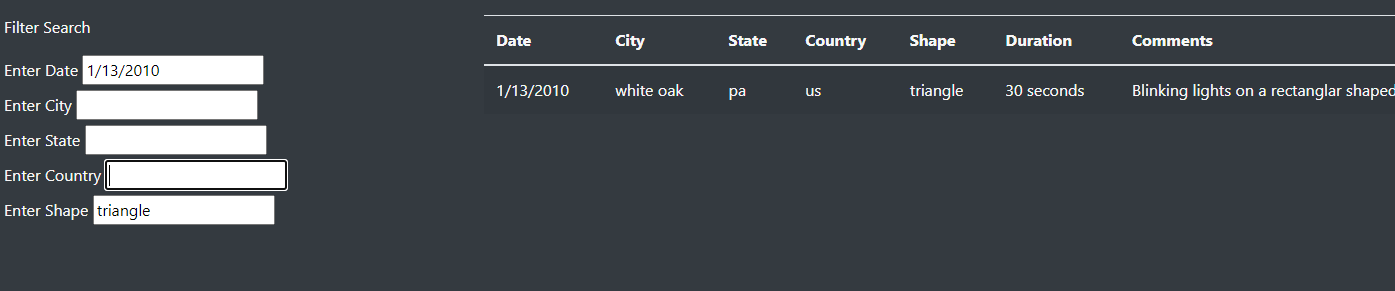 Filter Search
Enter Date 1/13/2010
Enter City
Enter State
Enter Country
Enter Shape triangle
Date City State Country Shape Duration Comments
1/13/2010 white oak pa us triangle 30 seconds Blinking lights on a rectanglar shaped